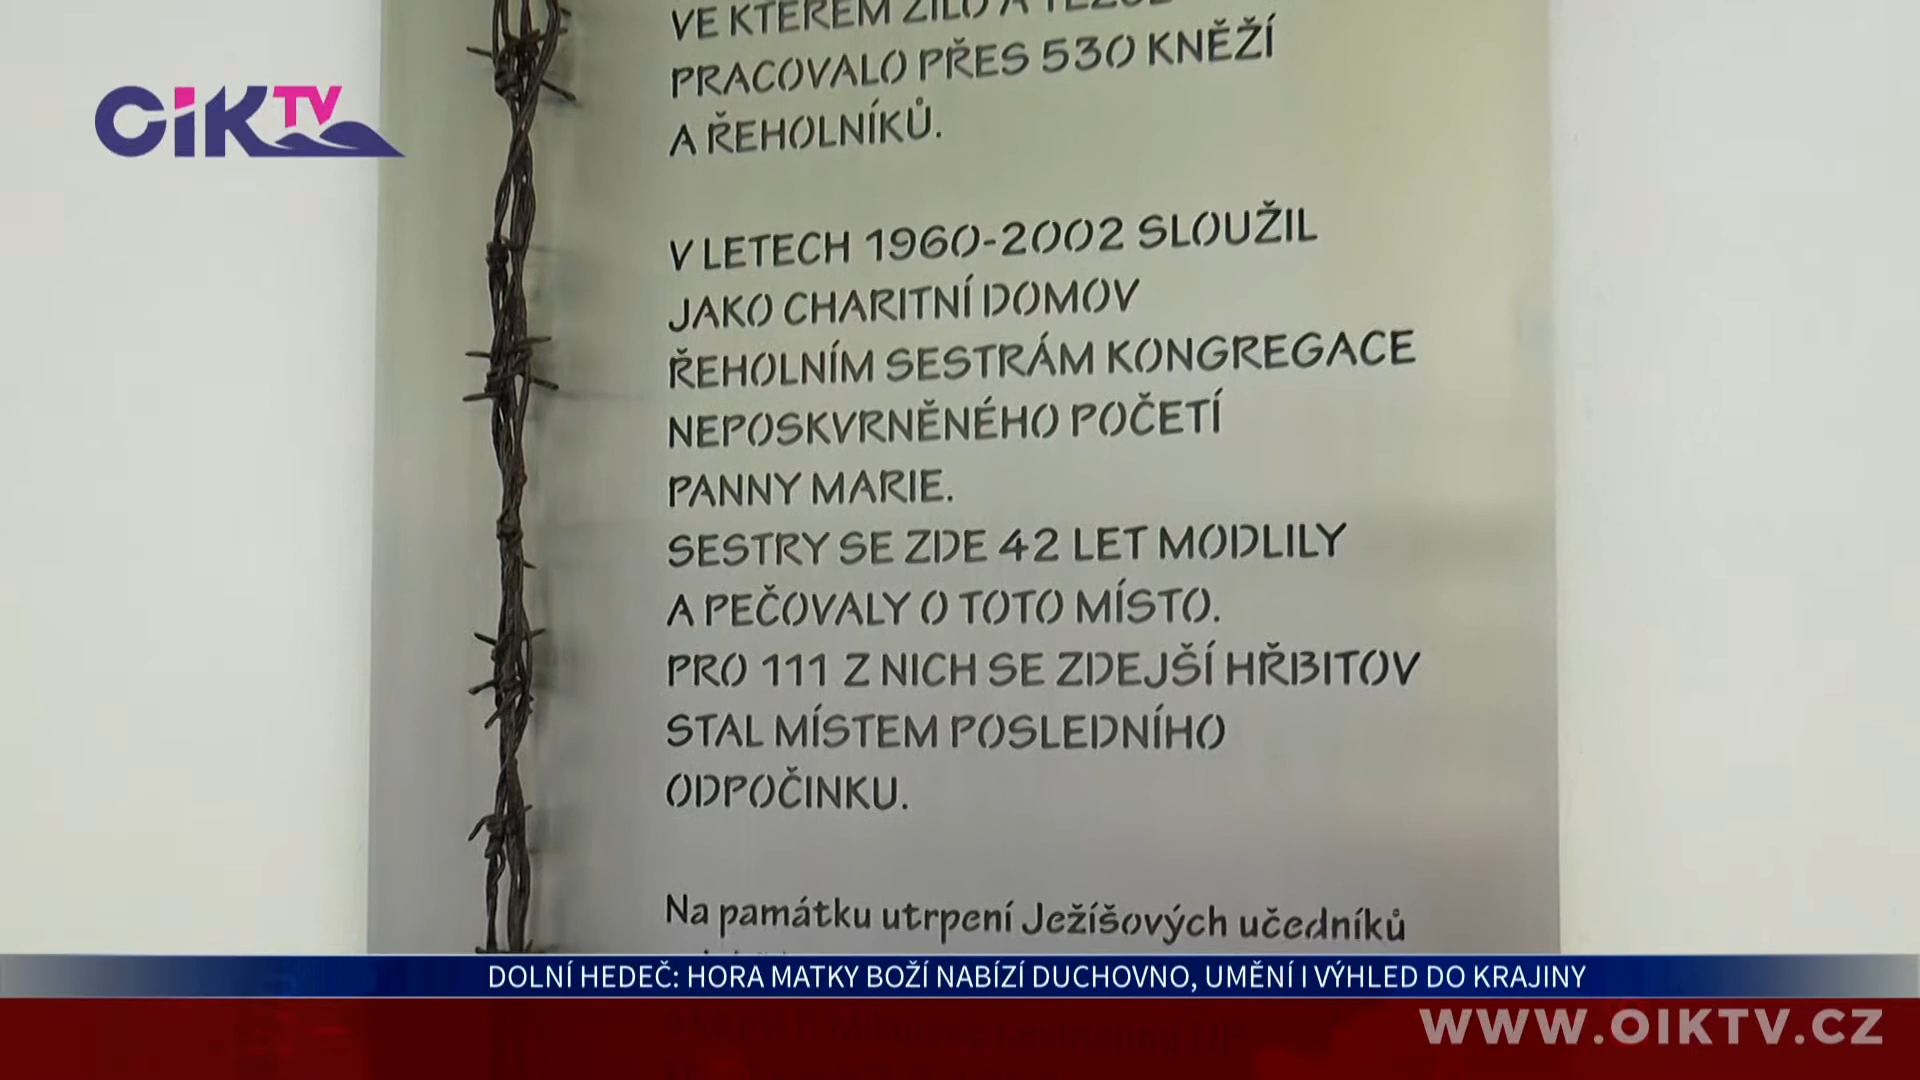 VE KTERÉM ŽILO A TĚŽCE
PRACOVALO PŘES 530 KNĚŽÍ
A ŘEHOLNÍKŮ.
OIK TV
V LETECH 1960-2002 SLOUŽIL
JAKO CHARITNÍ DOMOV
ŘEHOLNÍM SESTRÁM KONGREGACE
NEPOSKVRNĚNÉHO POČETÍ
PANNY MARIE.
SESTRY SE ZDE 42 LET MODLILY
A PEČOVALY O TOTO MÍSTO.
PRO 111 Z NICH SE ZDEJŠÍ HŘBITOV
STAL MÍSTEM POSLEDNÍHO
ODPOČINKU.
Na památku utrpení Ježíšových učedníků
DOLNÍ HEDEČ: HORA MATKY BOŽÍ NABÍZÍ DUCHOVNO, UMĚNÍ I VÝHLED DO KRAJINY
WWW.OIKTV.CZ